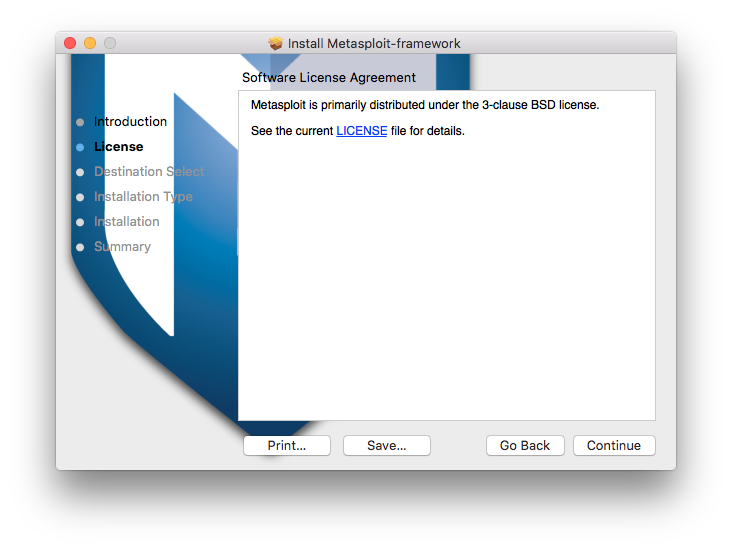 Install Metasploit-framework
Software License Agreement
Introduction
License
Destination Select
Installation Type
Installation
Summary
Metasploit is primarily distributed under the 3-clause BSD license.
See the current LICENSE file for details.
Print...
Save...
Go Back
Continue